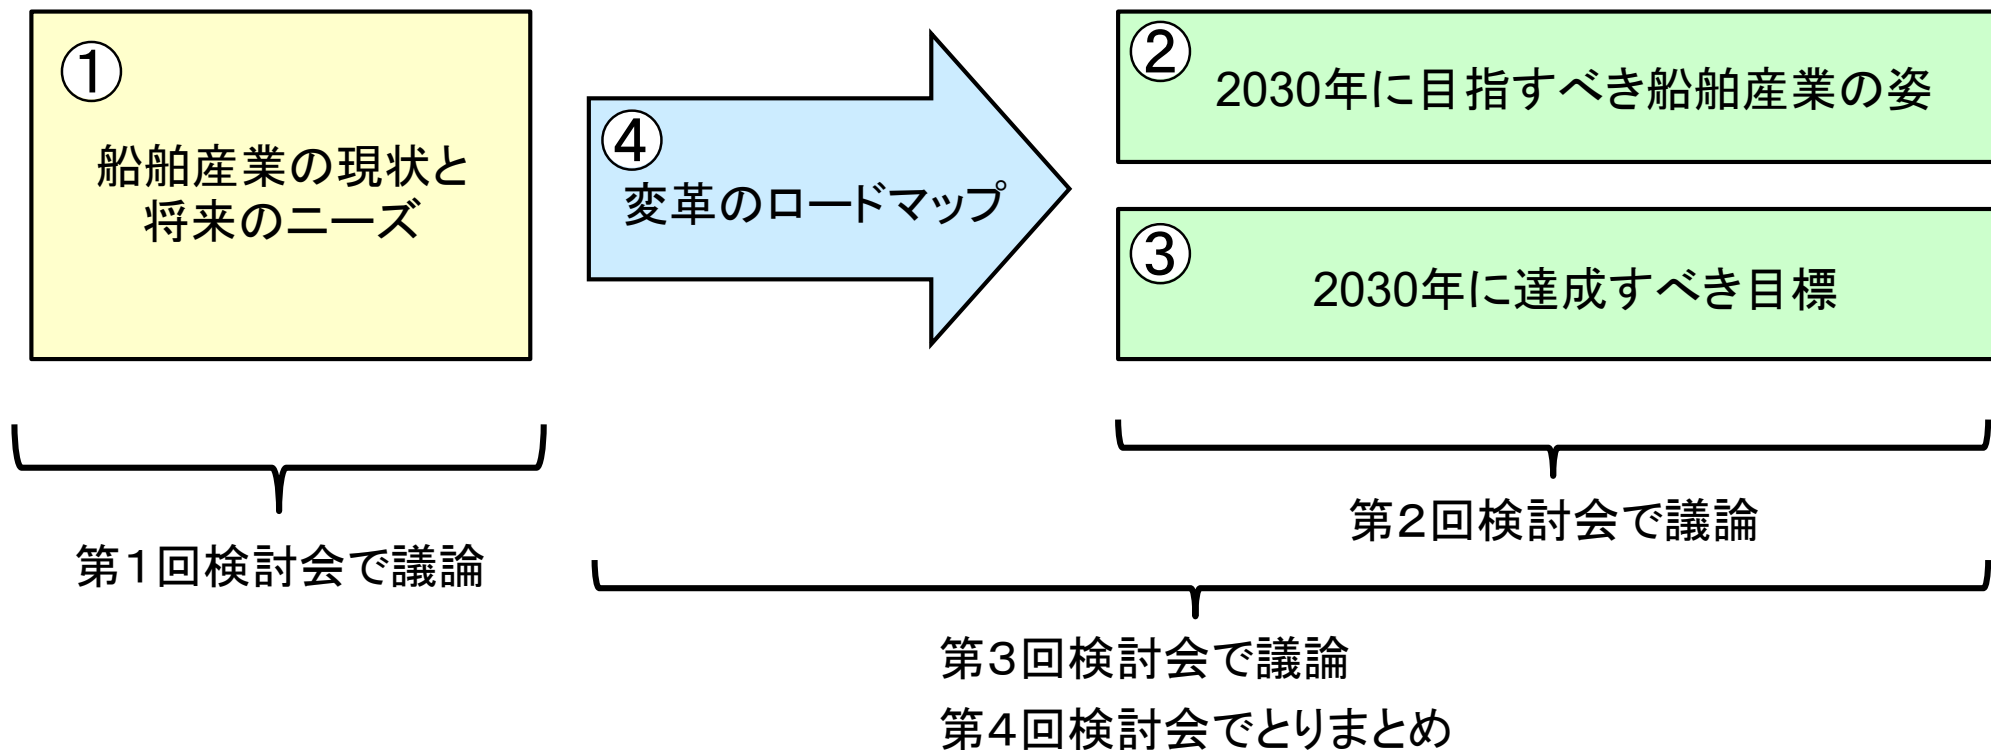 ①
船舶産業の現状と
将来のニーズ
④
変革のロードマップ
②
2030年に目指すべき船舶産業の姿
③
2030年に達成すべき目標
第１回検討会で議論
第２回検討会で議論
第３回検討会で議論
第４回検討会でとりまとめ